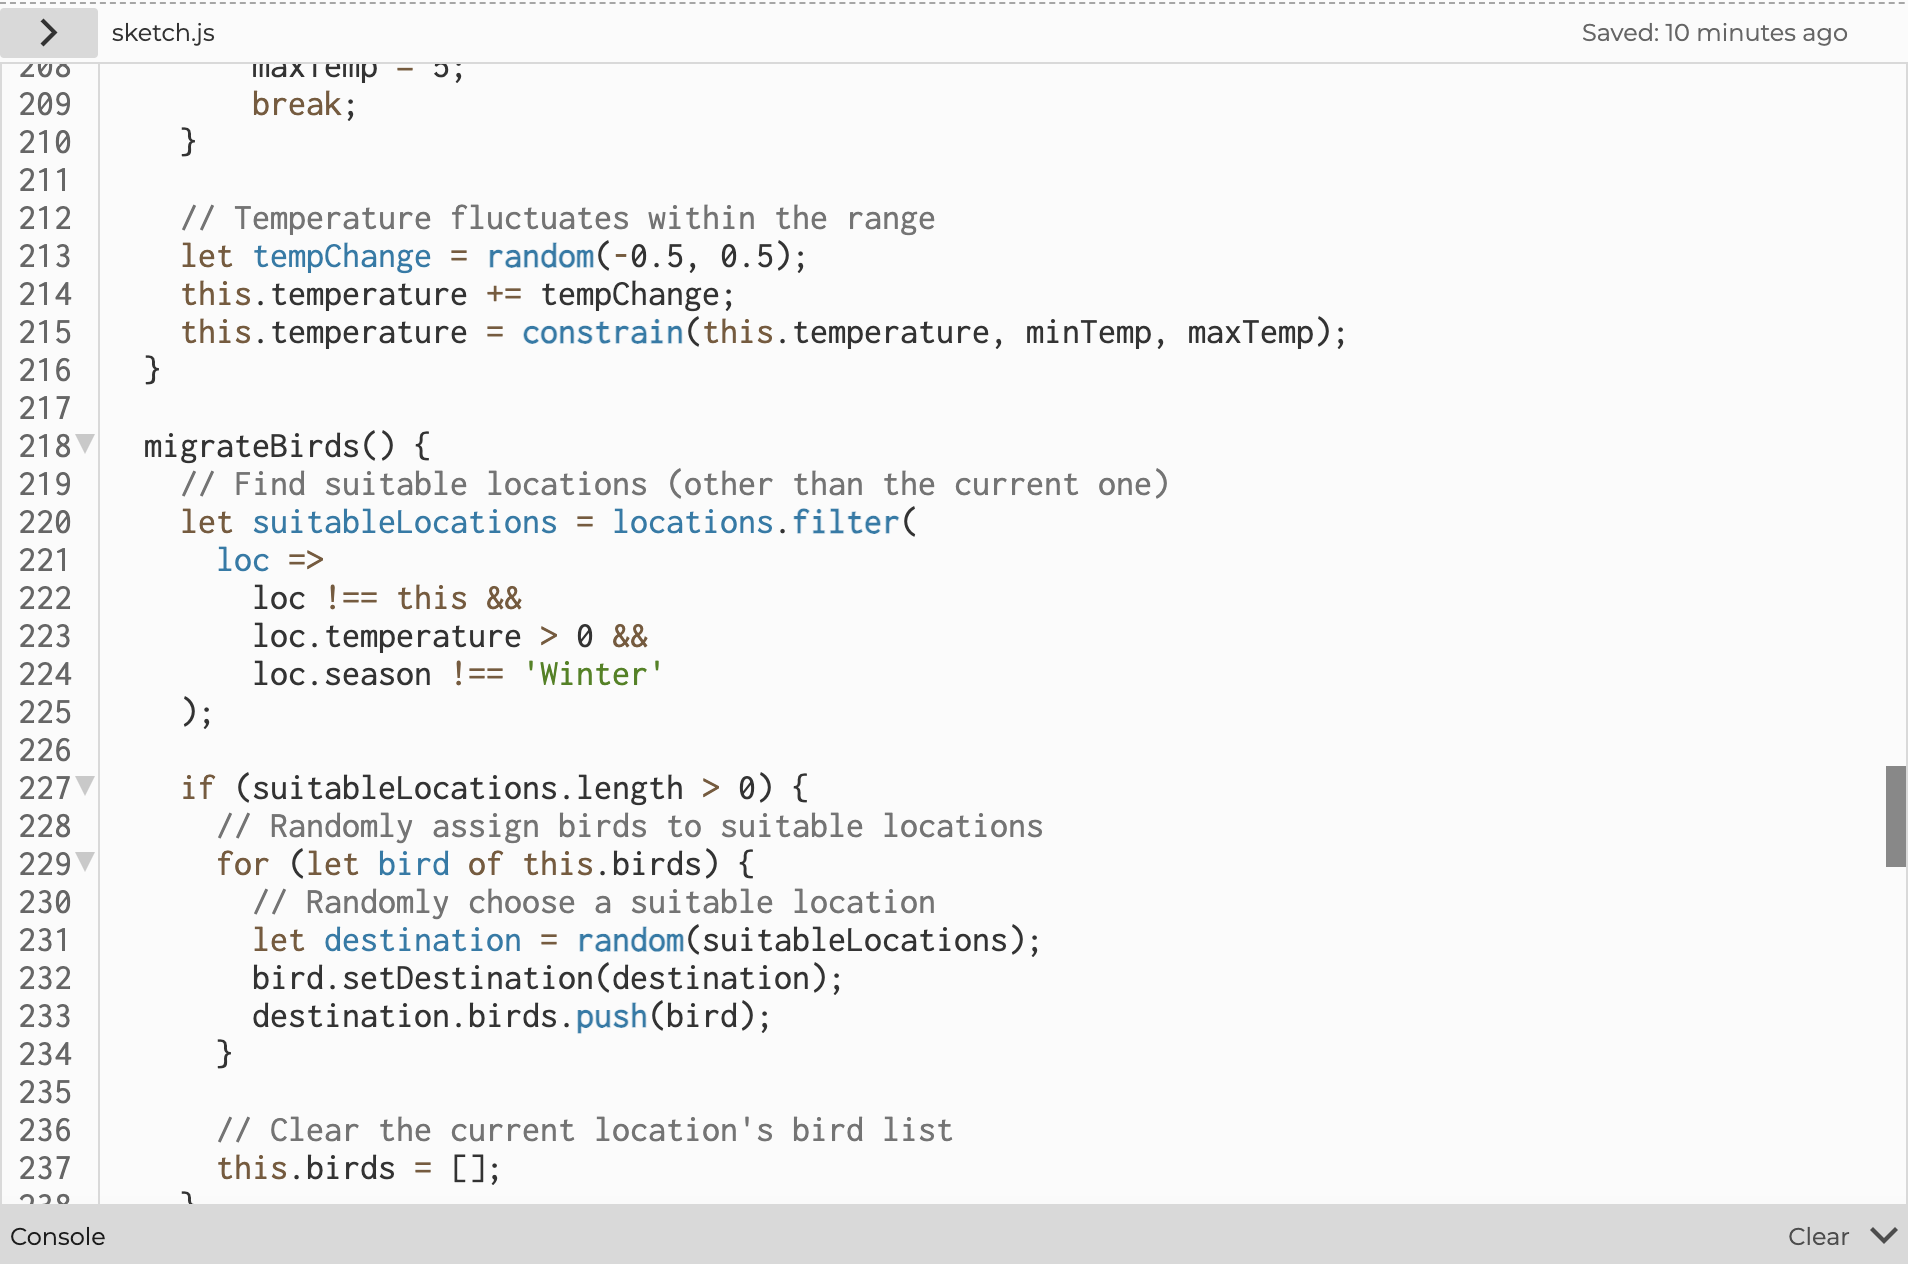 sketch.js
Saved: 10 minutes ago
208 maxTemp = 5;
209 break;
210 }
211
212 // Temperature fluctuates within the range
213 let tempChange = random(-0.5, 0.5);
214 this.temperature += tempChange;
215 this.temperature = constrain(this.temperature, minTemp, maxTemp);
216 }
217
218 migrateBirds() {
219 // Find suitable locations (other than the current one)
220 let suitableLocations = locations.filter(
221 loc =>
222 loc !== this &&
223 loc.temperature > 0 &&
224 loc.season !== 'Winter'
225 );
226
227 if (suitableLocations.length > 0) {
228 // Randomly assign birds to suitable locations
229 for (let bird of this.birds) {
230 // Randomly choose a suitable location
231 let destination = random(suitableLocations);
232 bird.setDestination(destination);
233 destination.birds.push(bird);
234 }
235
236 // Clear the current location's bird list
237 this.birds = [];
238 }
Console
Clear